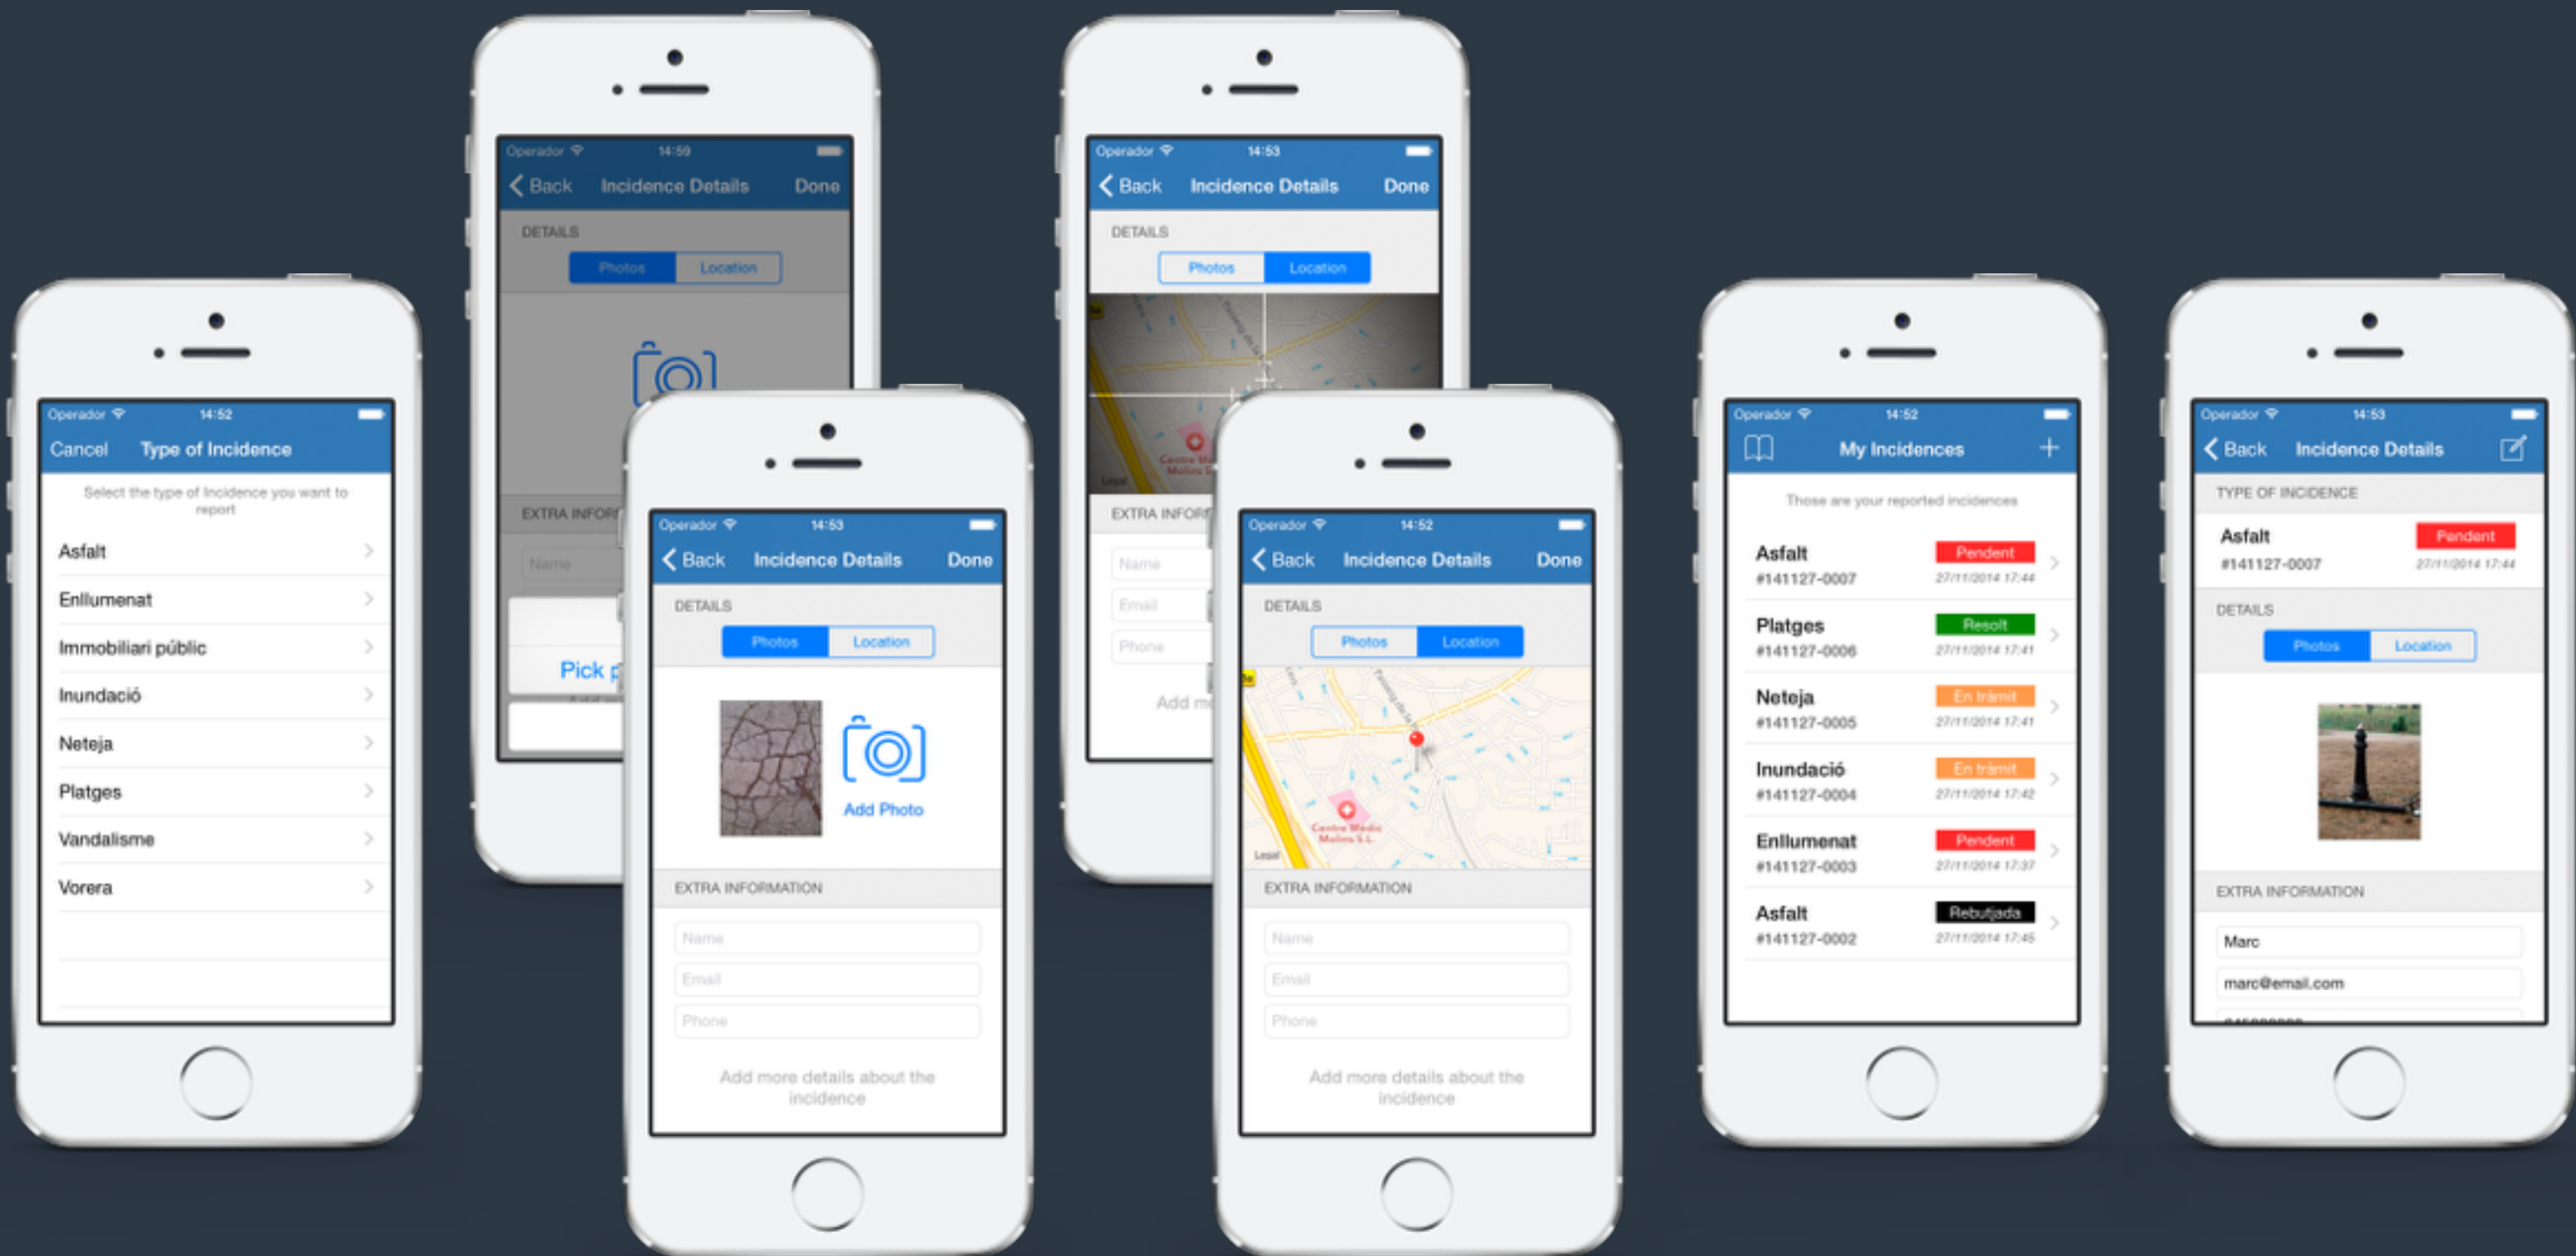 Operador 14:52
Cancel Type of Incidence
Select the type of Incidence you want to
report
Asfalt
Enllumenat
Immobiliari públic
Inundació
Neteja
Platges
Vandalisme
Vorera
Operador 14:59
Back Incidence Details Done
DETAILS
Photos Location
Name
Pick
Operador 14:53
Back Incidence Details Done
DETAILS
Photos Location
Add Photo
EXTRA INFORMATION
Name
Email
Phone
Add more details about the
incidence
Operador 14:53
Back Incidence Details Done
DETAILS
Photos Location
Legal
Name
Email
Phone
Add
Operador 14:52
Back Incidence Details Done
DETAILS
Photos Location
Passeig de la
Centre Mèdic
Molins S.L.
Legal
EXTRA INFORMATION
Name
Email
Phone
Add more details about the
incidence
Operador 14:52
My Incidences +
Those are your reported incidences
Asfalt Pendent
#141127-0007 27/11/2014 17:44
Platges Resolt
#141127-0006 27/11/2014 17:41
Neteja En tràmit
#141127-0005 27/11/2014 17:41
Inundació En tràmit
#141127-0004 27/11/2014 17:42
Enllumenat Pendent
#141127-0003 27/11/2014 17:37
Asfalt Rebutjada
#141127-0002 27/11/2014 17:45
Operador 14:53
Back Incidence Details
TYPE OF INCIDENCE
Asfalt Pendent
#141127-0007 27/11/2014 17:44
DETAILS
Photos Location
EXTRA INFORMATION
Marc
marc@email.com